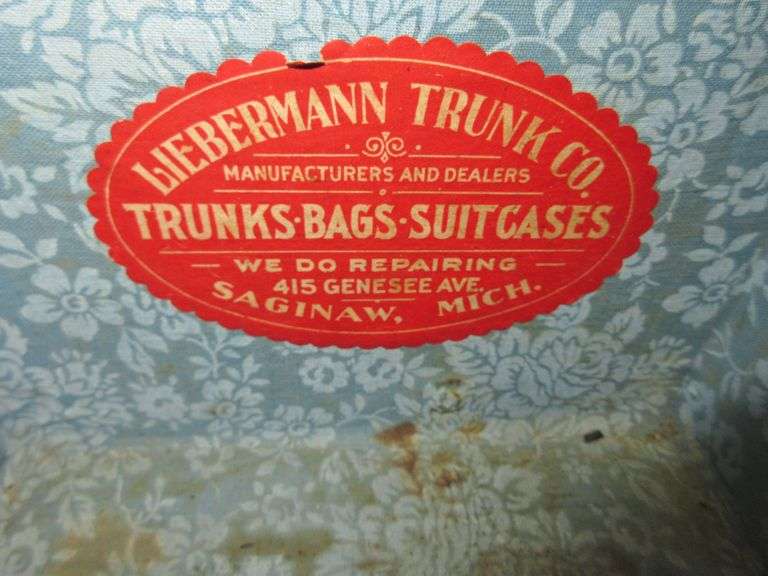 LIEBERMANN TRUNK CO.
MANUFACTURERS AND DEALERS
TRUNKS·BAGS·SUITCASES
WE DO REPAIRING
415 GENESEE AVE.
SAGINAW, MICH.